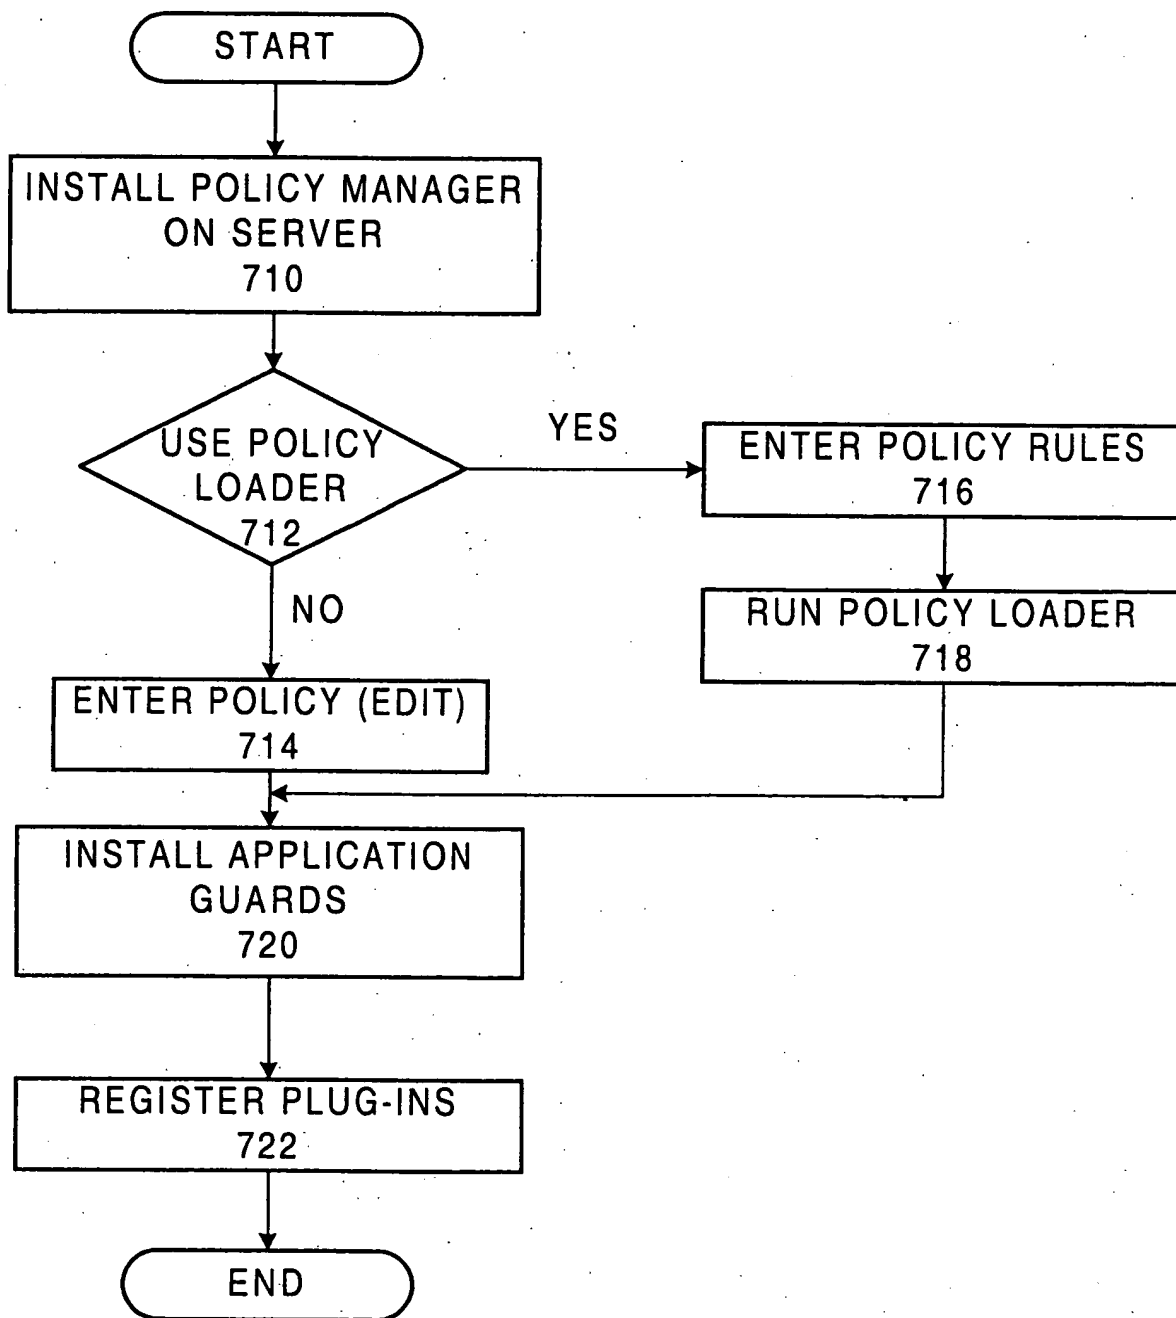 START
INSTALL POLICY MANAGER
ON SERVER
710
USE POLICY
LOADER
712
YES
ENTER POLICY RULES
716
RUN POLICY LOADER
718
NO
ENTER POLICY (EDIT)
714
INSTALL APPLICATION
GUARDS
720
REGISTER PLUG-INS
722
END